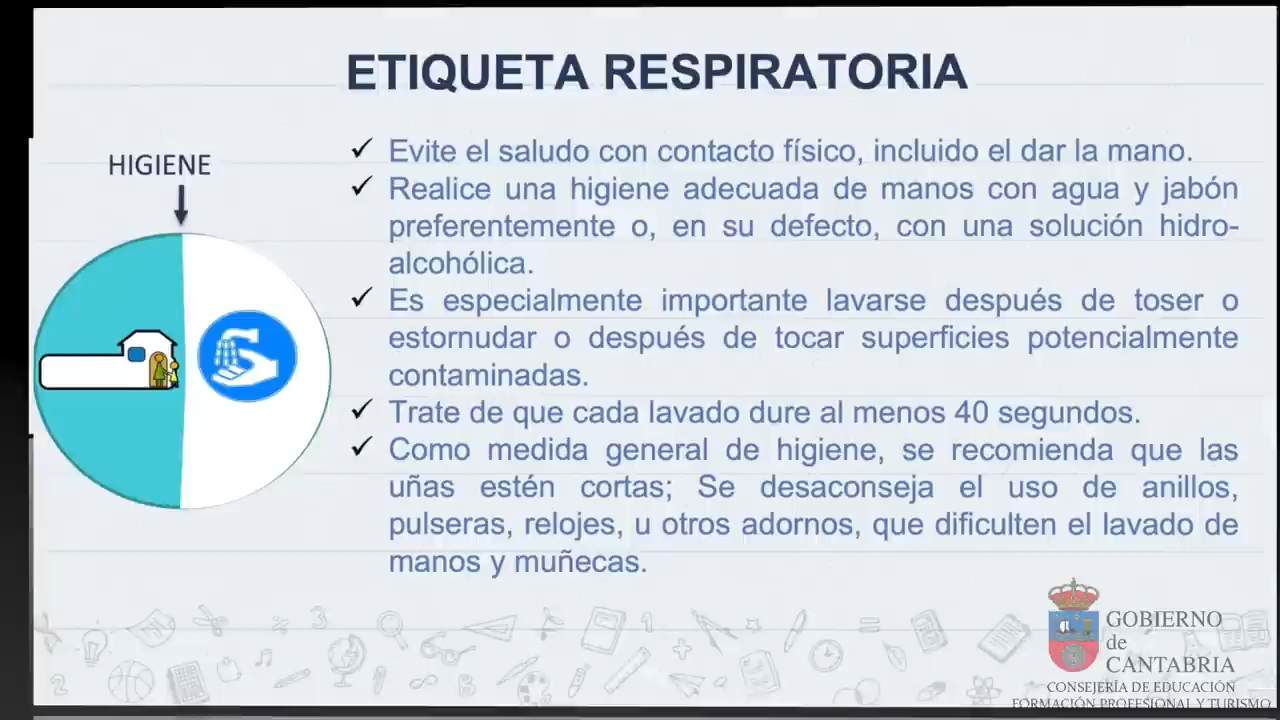 ETIQUETA RESPIRATORIA
HIGIENE
✓ Evite el saludo con contacto físico, incluido el dar la mano.
✓ Realice una higiene adecuada de manos con agua y jabón
preferentemente o, en su defecto, con una solución hidro-
alcohólica.
✓ Es especialmente importante lavarse después de toser o
estornudar o después de tocar superficies potencialmente
contaminadas.
✓ Trate de que cada lavado dure al menos 40 segundos.
✓ Como medida general de higiene, se recomienda que las
uñas estén cortas; Se desaconseja el uso de anillos,
pulseras, relojes, u otros adornos, que dificulten el lavado de
manos y muñecas.
GOBIERNO
de
CANTABRIA
CONSEJERÍA DE EDUCACIÓN
FORMACIÓN PROFESIONAL Y TURISMO